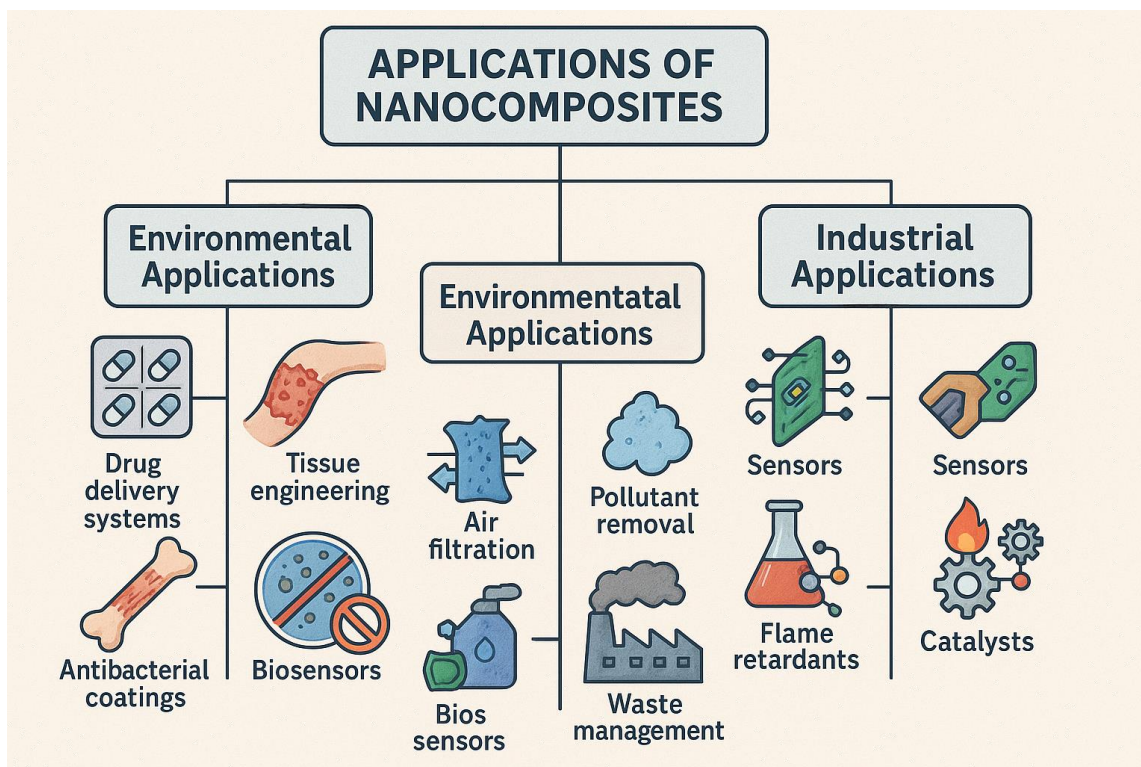 APPLICATIONS OF
NANOCOMPOSITES
Environmental
Applications
Drug
delivery
systems
Tissue
engineering
Antibacterial
coatings
Biosensors
Environmentatal
Applications
Air
filtration
Pollutant
removal
Bios
sensors
Waste
management
Industrial
Applications
Sensors
Sensors
Flame
retardants
Catalysts